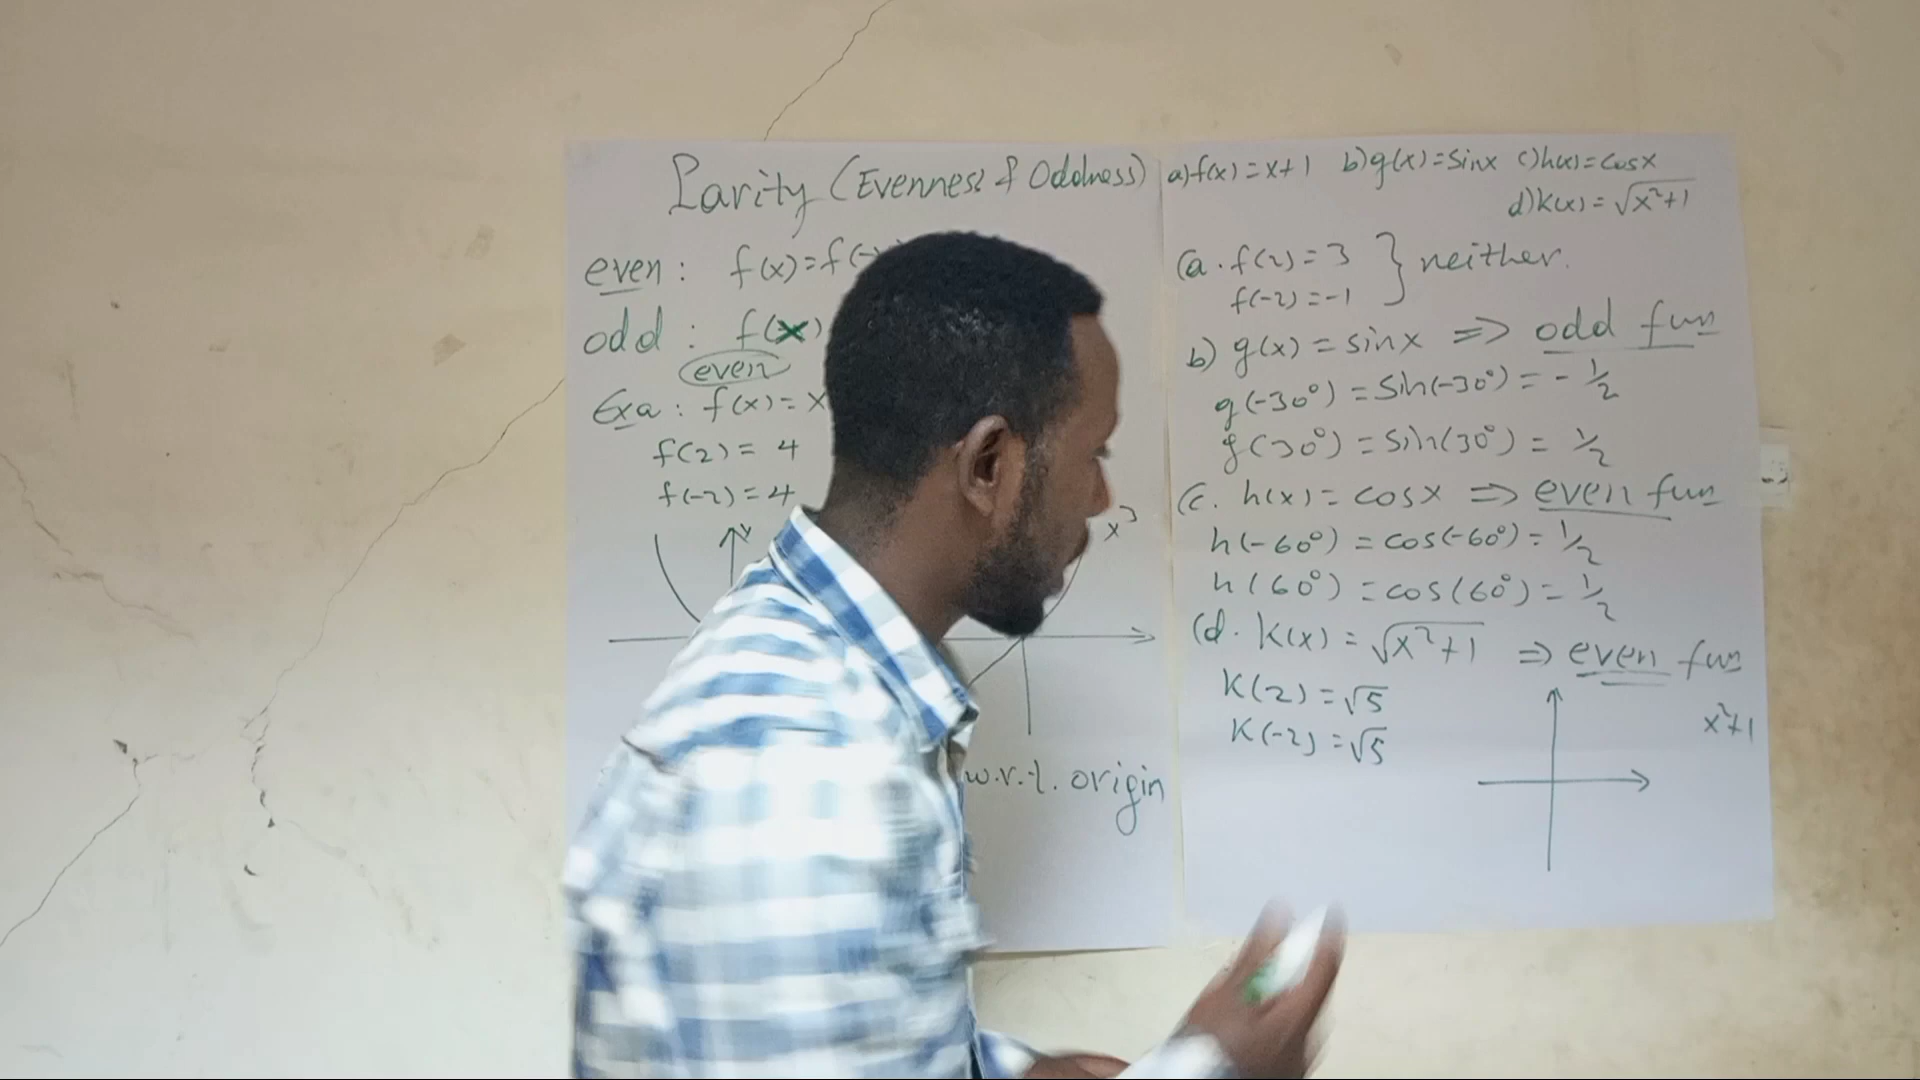 Parity (Evenness & Oddness)
even : f(x)=f(-
odd : f(x)
even
Exa : f(x)=x
f(2) = 4
f(-2) = 4
y
x³
w.r.t. origin
a) f(x) = x+1 b) g(x) = sinx c) h(x) = cosx
d) k(x) = √x²+1
(a. f(2) = 3 } neither.
f(-2) = -1
b) g(x) = sinx => odd fun
g(-30°) = sin(-30°) = - 1/2
g(30°) = sin(30°) = 1/2
(c. h(x) = cosx => even fun
h(-60°) = cos(-60°) = 1/2
h(60°) = cos(60°) = 1/2
(d. k(x) = √x²+1 => even fun
k(2) = √5
k(-2) = √5
x²+1